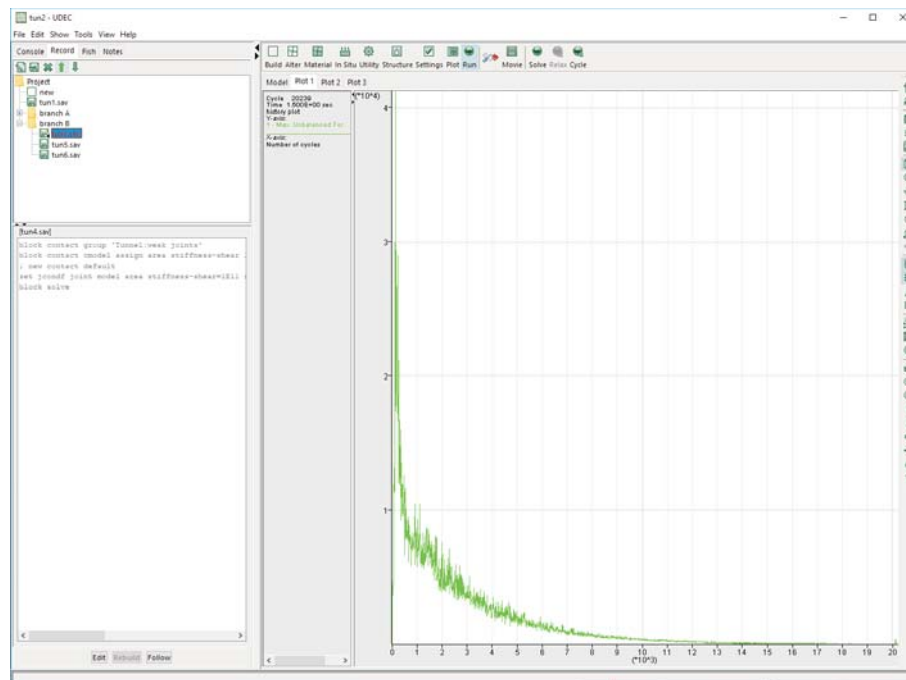 tun2 - UDEC
File Edit Show Tools View Help
Console Record Fish Notes
Build Alter Material In Situ Utility Structure Settings Plot Run Movie Solve Relax Cycle
Project
new
tun1.sav
branch A
branch B
tun5.sav
tun6.sav
[tun4.sav]
block contact group 'Tunnel:weak joints'
block contact cmodel assign area stiffness-shear
; new contact default
set jcondf joint model area stiffness-shear=1E11
block solve
Edit Rebuild Follow
Model Plot 1 Plot 2 Plot 3
Cycle 20239
Time 1.600E+00 sec
history plot
Y-axis:
1 - Max. Unbalanced For
X-axis:
Number of cycles
(*10^4)
4
3
2
1
0 1 2 3 4 5 6 7 8 9 10 11 12 13 14 15 16 17 18 19 20
(*10^3)